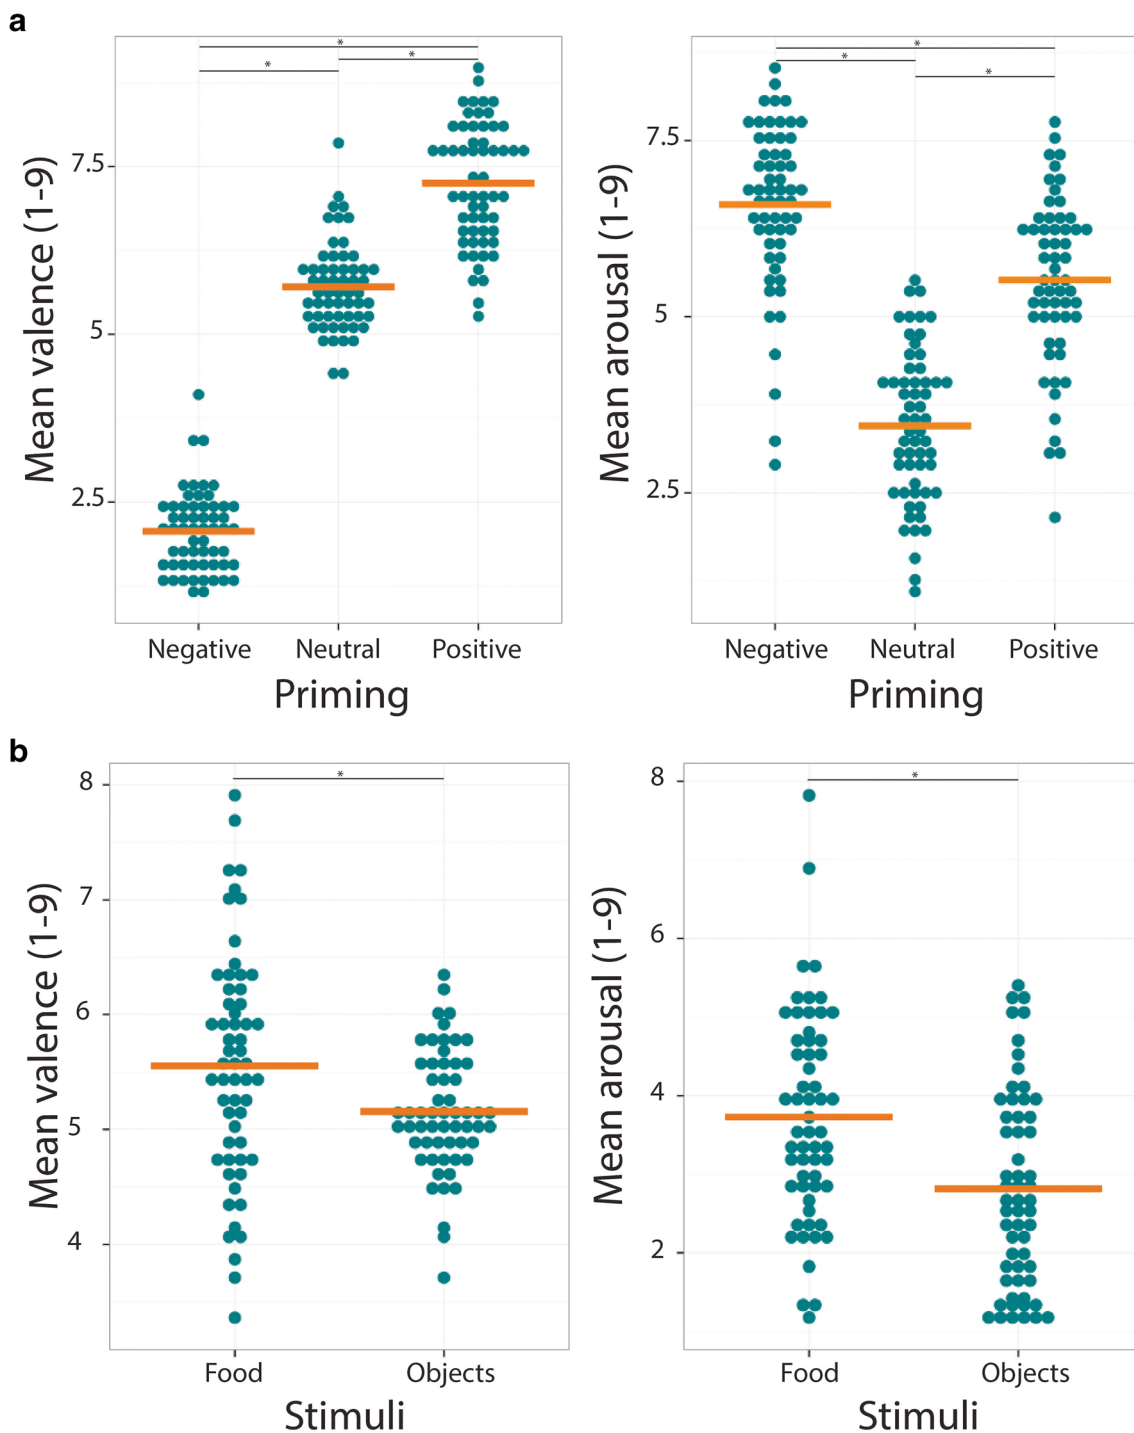 a
*
*
*
Mean valence (1-9)
7.5
5
2.5
Negative
Neutral
Positive
Priming
*
*
*
Mean arousal (1-9)
7.5
5
2.5
Negative
Neutral
Positive
Priming
b
*
Mean valence (1-9)
8
7
6
5
4
Food
Objects
Stimuli
*
Mean arousal (1-9)
8
6
4
2
Food
Objects
Stimuli